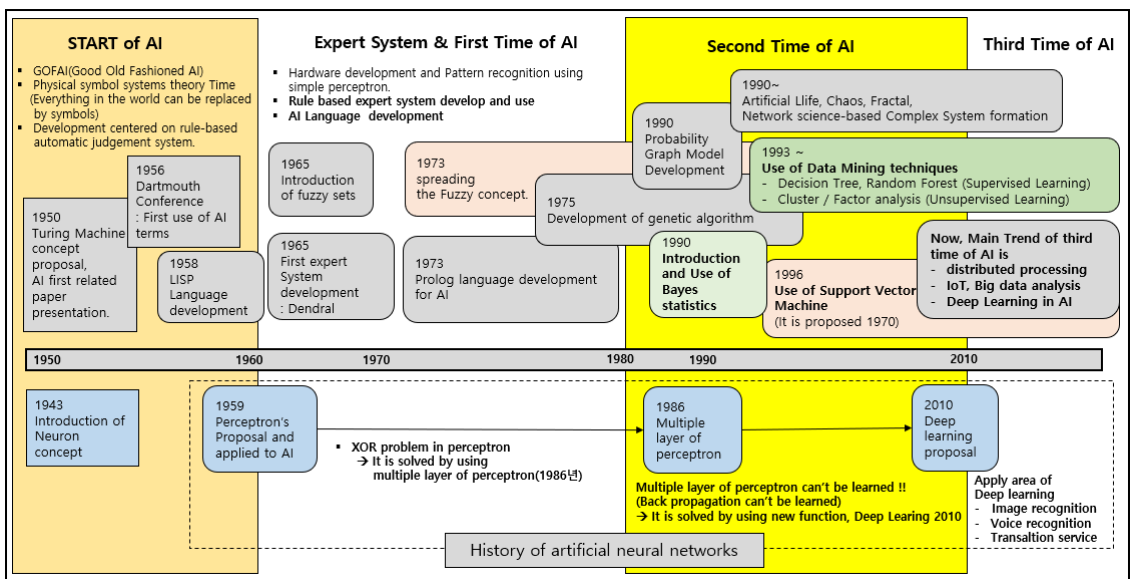 START of AI
▪ GOFAI(Good Old Fashioned AI)
▪ Physical symbol systems theory Time
(Everything in the world can be replaced
by symbols)
▪ Development centered on rule-based
automatic judgement system.
Expert System & First Time of AI
▪ Hardware development and Pattern recognition using
simple perceptron.
▪ Rule based expert system develop and use
▪ AI Language development
Second Time of AI
Third Time of AI
1950
Turing Machine
concept
proposal,
AI first related
paper
presentation.
1956
Dartmouth
Conference
: First use of AI
terms
1958
LISP
Language
development
1965
Introduction
of fuzzy sets
1965
First expert
System
development
: Dendral
1973
spreading
the Fuzzy concept.
1973
Prolog language development
for AI
1975
Development of genetic algorithm
1990
Probability
Graph Model
Development
1990~
Artificial Llife, Chaos, Fractal,
Network science-based Complex System formation
1993 ~
Use of Data Mining techniques
- Decision Tree, Random Forest (Supervised Learning)
- Cluster / Factor analysis (Unsupervised Learning)
1990
Introduction
and Use of
Bayes
statistics
1996
Use of Support Vector
Machine
(It is proposed 1970)
Now, Main Trend of third
time of AI is
- distributed processing
- IoT, Big data analysis
- Deep Learning in AI
1950 1960 1970 1980 1990 2010
1943
Introduction of
Neuron
concept
1959
Perceptron's
Proposal and
applied to AI
▪ XOR problem in perceptron
→ It is solved by using
multiple layer of perceptron(1986년)
1986
Multiple
layer of
perceptron
Multiple layer of perceptron can't be learned !!
(Back propagation can't be learned)
→ It is solved by using new function, Deep Learing 2010
2010
Deep
learning
proposal
Apply area of
Deep learning
- Image recognition
- Voice recognition
- Transaltion service
History of artificial neural networks